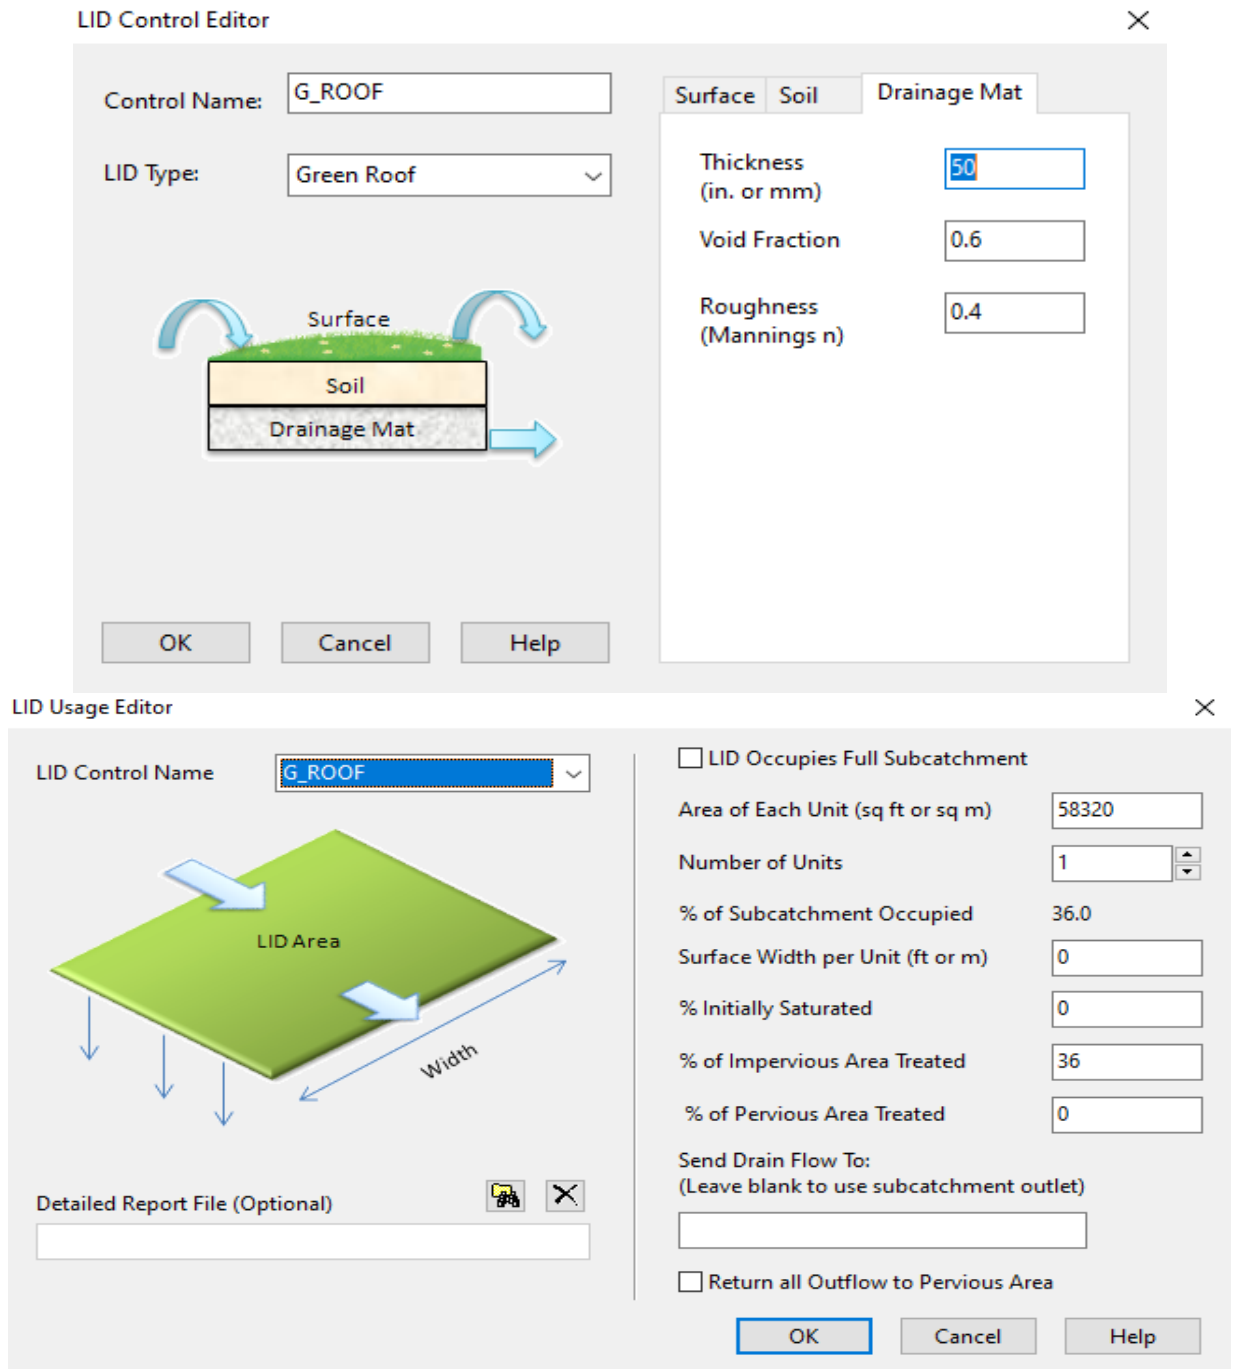 LID Control Editor
Control Name:
G_ROOF
LID Type:
Green Roof
Surface
Soil
Drainage Mat
OK
Cancel
Help
Surface
Soil
Drainage Mat
Thickness
(in. or mm)
50
Void Fraction
0.6
Roughness
(Mannings n)
0.4
LID Usage Editor
LID Control Name
G_ROOF
LID Area
Width
Detailed Report File (Optional)
LID Occupies Full Subcatchment
Area of Each Unit (sq ft or sq m)
58320
Number of Units
1
% of Subcatchment Occupied
36.0
Surface Width per Unit (ft or m)
0
% Initially Saturated
0
% of Impervious Area Treated
36
% of Pervious Area Treated
0
Send Drain Flow To:
(Leave blank to use subcatchment outlet)
Return all Outflow to Pervious Area
OK
Cancel
Help